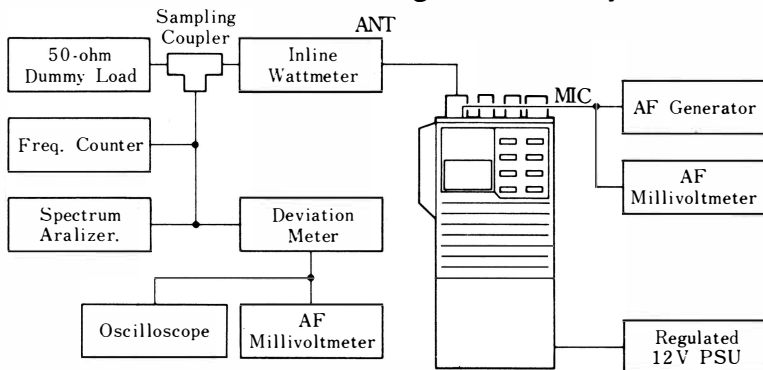 Sampling
Coupler
ANT
50-ohm
Dummy Load
Inline
Wattmeter
MIC
AF Generator
Freq. Counter
AF
Millivoltmeter
Spectrum
Aralizer.
Deviation
Meter
Oscilloscope
AF
Millivoltmeter
Regulated
12V PSU